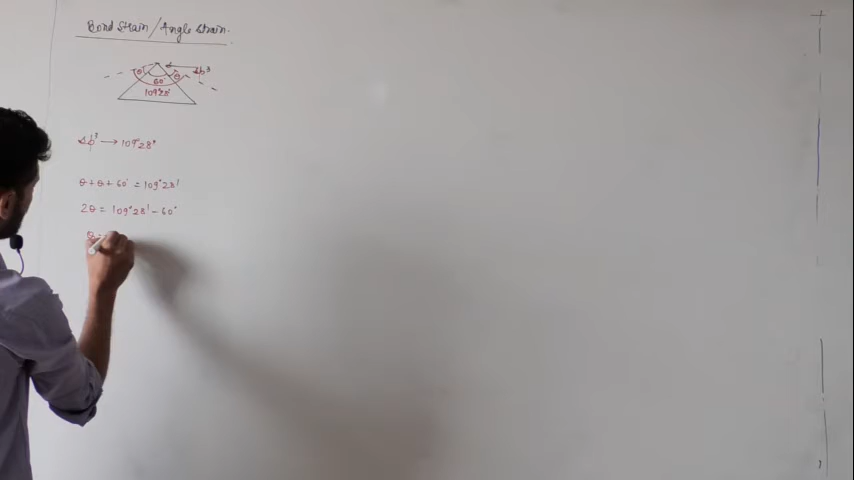 Bond Strain/Angle Strain.
θ θ sp³
60°
109°28'
sp³ → 109°28'
θ + θ + 60° = 109°28'
2θ = 109°28' - 60°
θ =